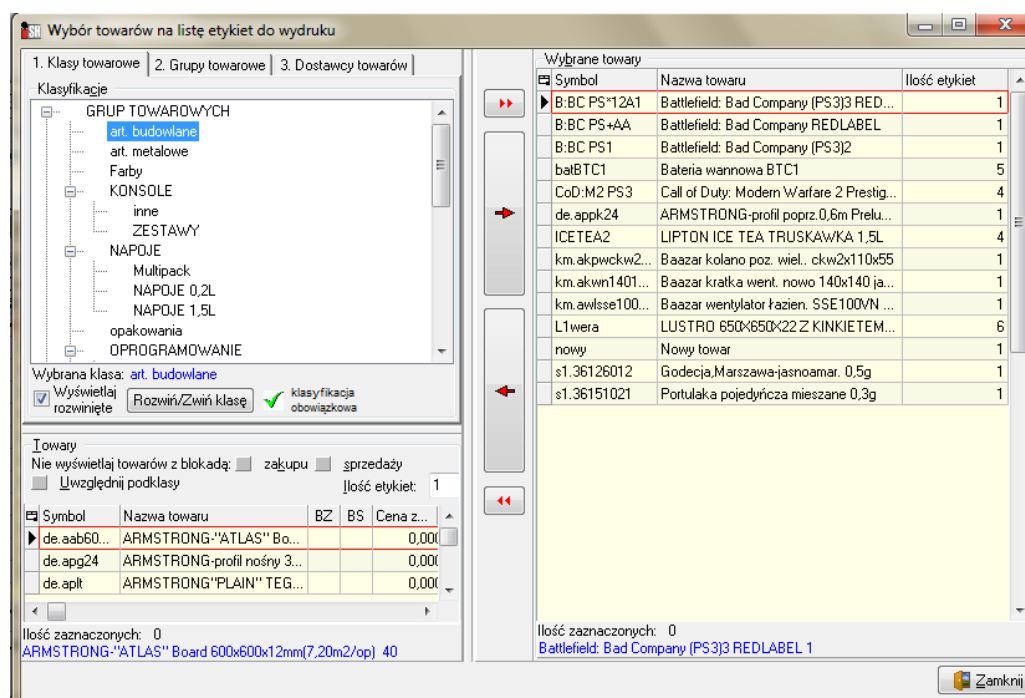 Wybór towarów na listę etykiet do wydruku
1. Klasy towarowe 2. Grupy towarowe 3. Dostawcy towarów
Klasyfikacje
GRUP TOWAROWYCH
art. budowlane
art. metalowe
Farby
KONSOLE
inne
ZESTAWY
NAPOJE
Multipack
NAPOJE 0,2L
NAPOJE 1,5L
opakowania
OPROGRAMOWANIE
Wybrana klasa: art. budowlane
Wyświetlaj rozwinięte
Rozwiń/Zwiń klasę
klasyfikacja obowiązkowa
Towary
Nie wyświetlaj towarów z blokadą: zakupu sprzedaży
Uwzględnij podklasy
Ilość etykiet: 1
Symbol Nazwa towaru BZ BS Cena z...
de.aab60... ARMSTRONG-"ATLAS" Bo... 0,00
de.apg24 ARMSTRONG-profil nośny 3... 0,00
de.aplt ARMSTRONG"PLAIN" TEG... 0,00
Ilość zaznaczonych: 0
ARMSTRONG-"ATLAS" Board 600x600x12mm(7,20m2/op) 40
Wybrane towary
Symbol Nazwa towaru Ilość etykiet
B:BC PS*12A1 Battlefield: Bad Company (PS3)3 RED... 1
B:BC PS+AA Battlefield: Bad Company REDLABEL 1
B:BC PS1 Battlefield: Bad Company (PS3)2 1
batBTC1 Bateria wannowa BTC1 5
CoD:M2 PS3 Call of Duty: Modern Warfare 2 Prestig... 4
de.appk24 ARMSTRONG-profil poprz.0,6m Prelu... 1
ICETEA2 LIPTON ICE TEA TRUSKAWKA 1,5L 4
km.akpwckw2... Baazar kolano poz. wiel.. ckw2x110x55 1
km.akwn1401... Baazar kratka went. nowo 140x140 ja... 1
km.awlsse100... Baazar wentylator łazien. SSE100VN ... 1
L1wera LUSTRO 650X650X22 Z KINKIETEM... 6
nowy Nowy towar 1
s1.36126012 Godecja,Marszawa-jasnoamar. 0,5g 1
s1.36151021 Portulaka pojedyńcza mieszane 0,3g 1
Ilość zaznaczonych: 0
Battlefield: Bad Company (PS3)3 REDLABEL 1
Zamknij